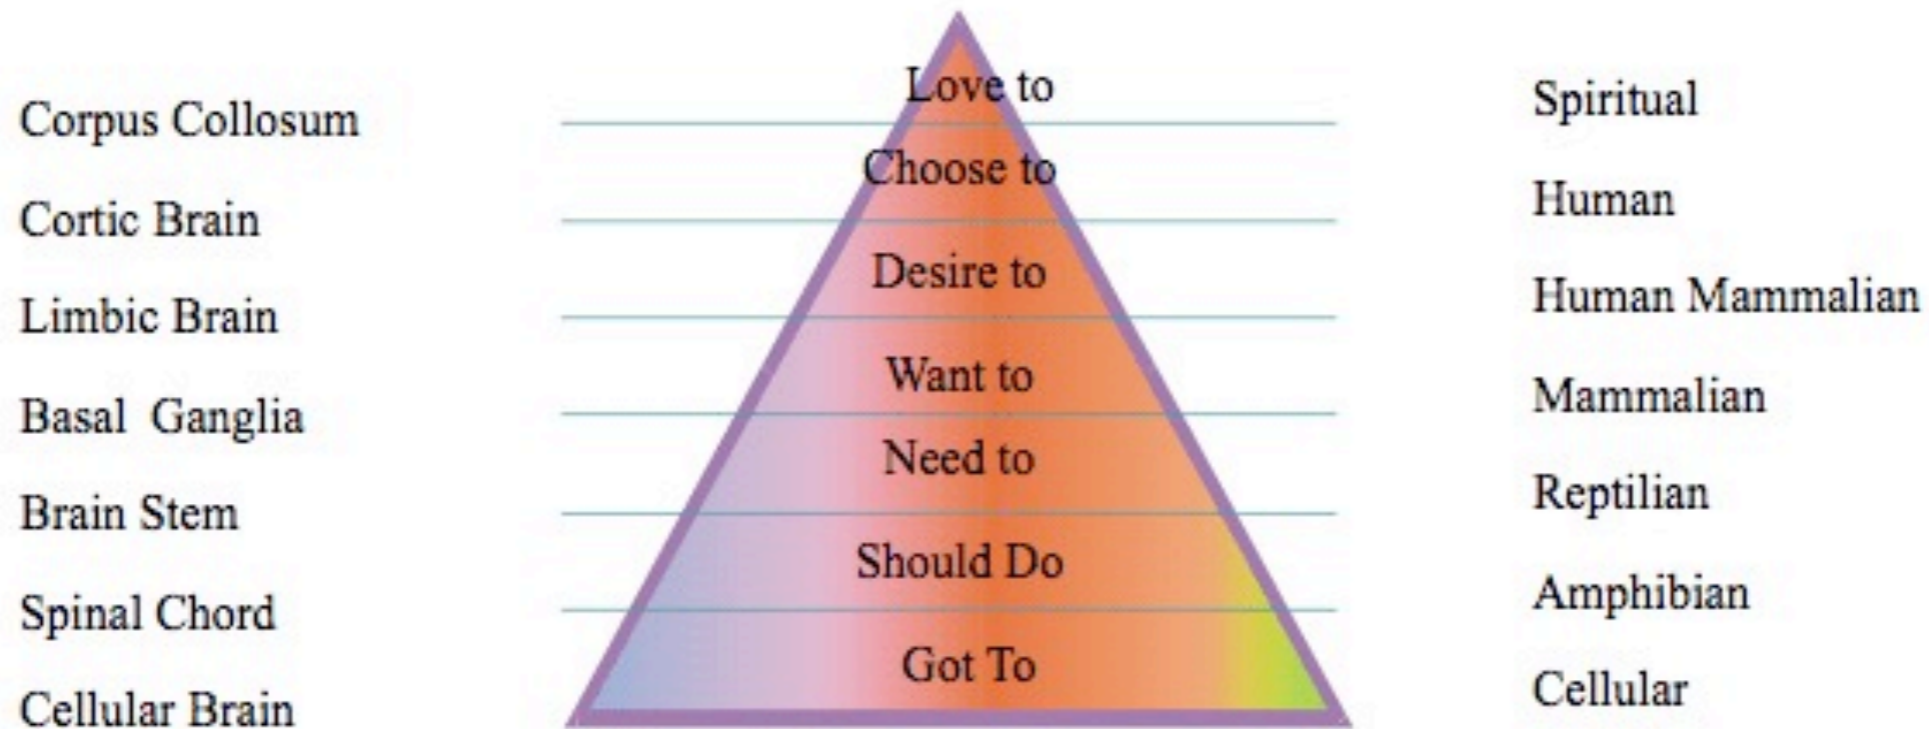 Love to
Spiritual
Corpus Collosum
Choose to
Human
Cortic Brain
Desire to
Human Mammalian
Limbic Brain
Want to
Mammalian
Basal Ganglia
Need to
Reptilian
Brain Stem
Should Do
Amphibian
Spinal Chord
Got To
Cellular
Cellular Brain